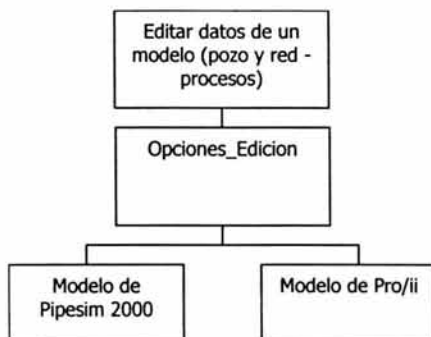 Editar datos de un
modelo (pozo y red -
procesos)
Opciones_Edicion
Modelo de
Pipesim 2000
Modelo de Pro/ii